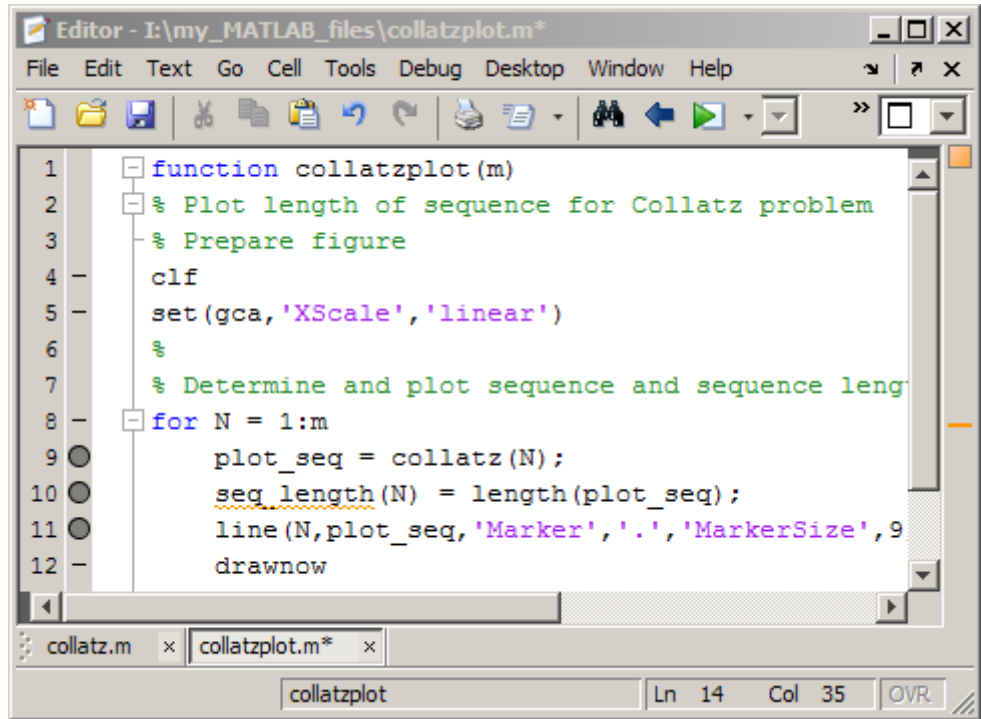 Editor - I:\my_MATLAB_files\collatzplot.m*
File Edit Text Go Cell Tools Debug Desktop Window Help
1 function collatzplot(m)
2 % Plot length of sequence for Collatz problem
3 % Prepare figure
4 - clf
5 - set(gca,'XScale','linear')
6 %
7 % Determine and plot sequence and sequence leng
8 - for N = 1:m
9 plot_seq = collatz(N);
10 seq_length(N) = length(plot_seq);
11 line(N,plot_seq,'Marker','.','MarkerSize',9
12 - drawnow
collatz.m × collatzplot.m* ×
collatzplot Ln 14 Col 35 OVR